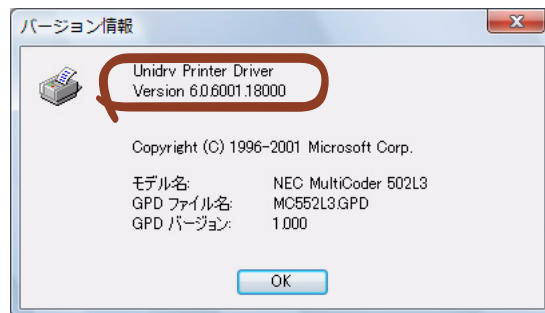 バージョン情報
Unidrv Printer Driver
Version 6.0.6001.18000
Copyright (C) 1996-2001 Microsoft Corp.
モデル名: NEC MultiCoder 502L3
GPD ファイル名: MC552L3.GPD
GPD バージョン: 1.000
OK